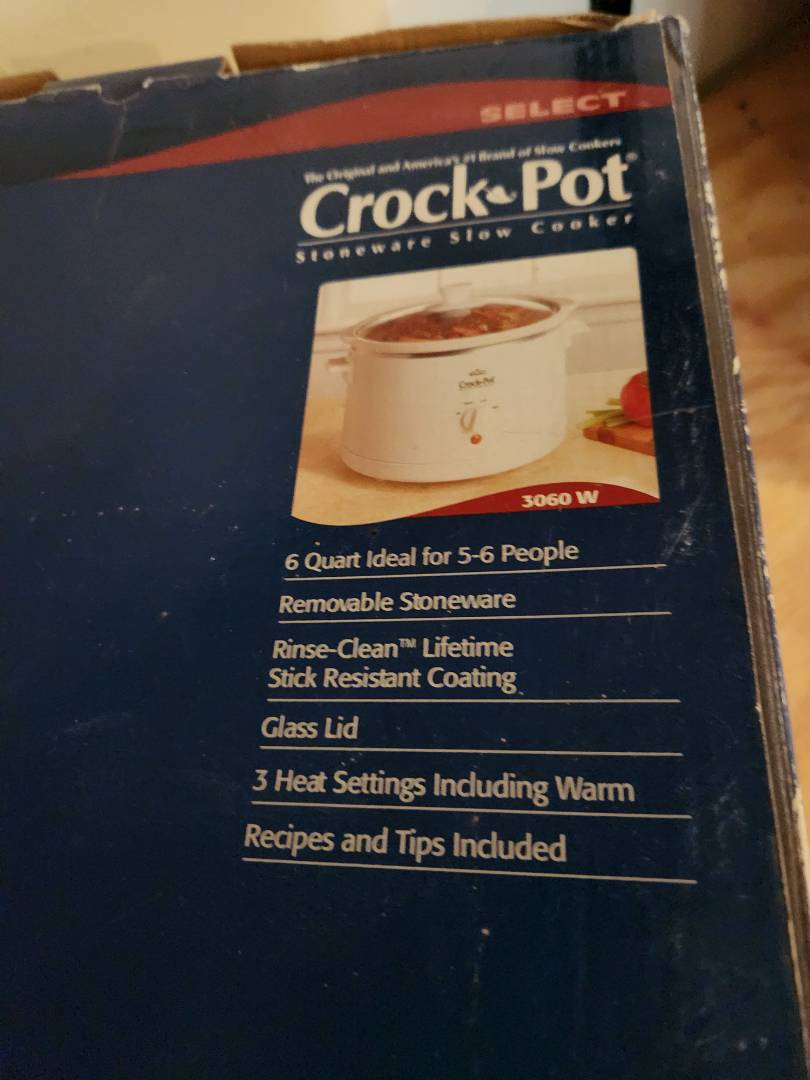 SELECT
The Original and America's #1 Brand of Slow Cookers
Crock-Pot®
Stoneware Slow Cooker
Crock-Pot
3060 W
6 Quart Ideal for 5-6 People
Removable Stoneware
Rinse-Clean™ Lifetime
Stick Resistant Coating
Glass Lid
3 Heat Settings Including Warm
Recipes and Tips Included